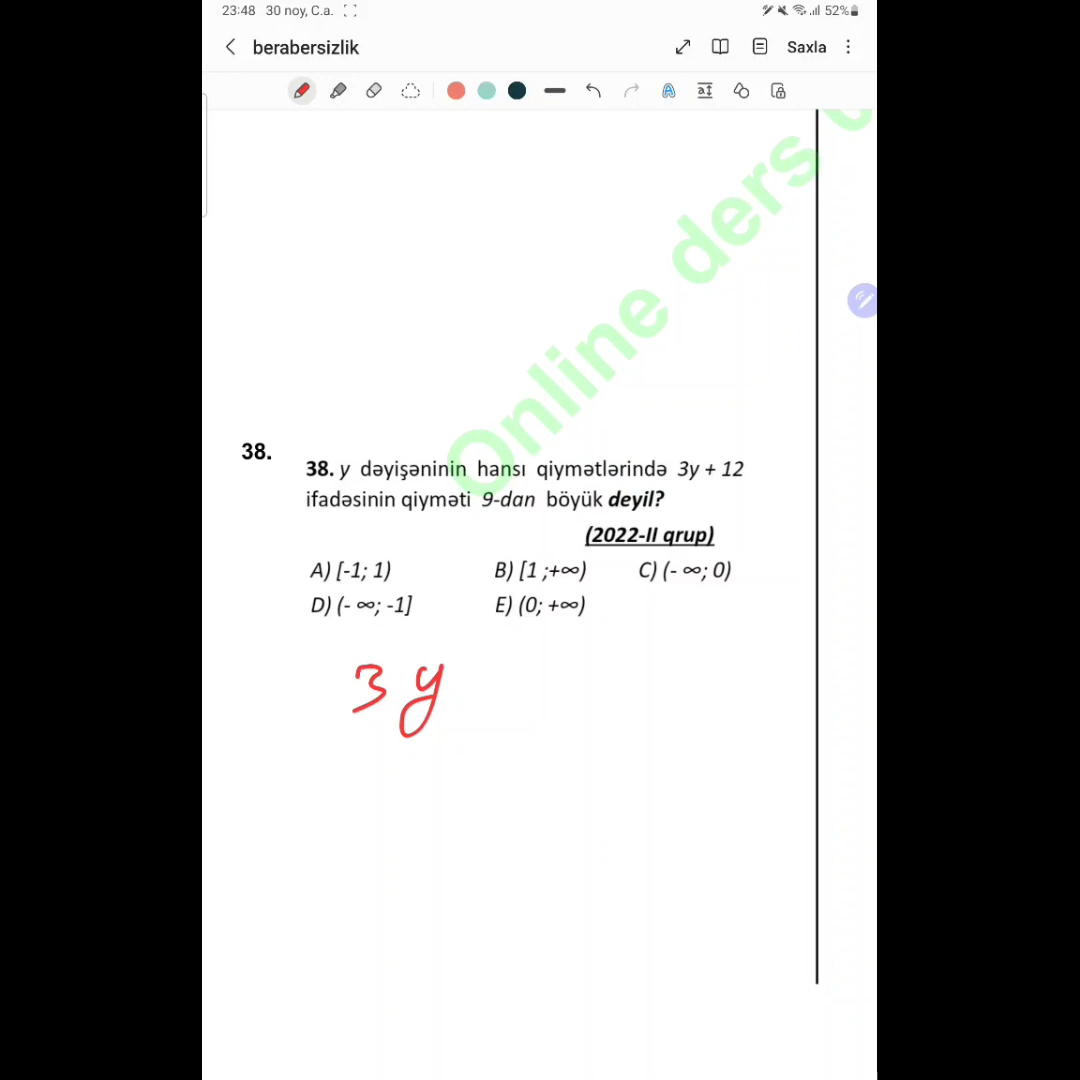 23:48 30 noy, C.a. 52%
berabersizlik Saxla
Online ders
38.
38. y dəyişəninin hansı qiymətlərində 3y + 12
ifadəsinin qiyməti 9-dan böyük deyil?
(2022-II qrup)
A) [-1; 1) B) [1 ;+∞) C) (- ∞; 0)
D) (- ∞; -1] E) (0; +∞)
3 y